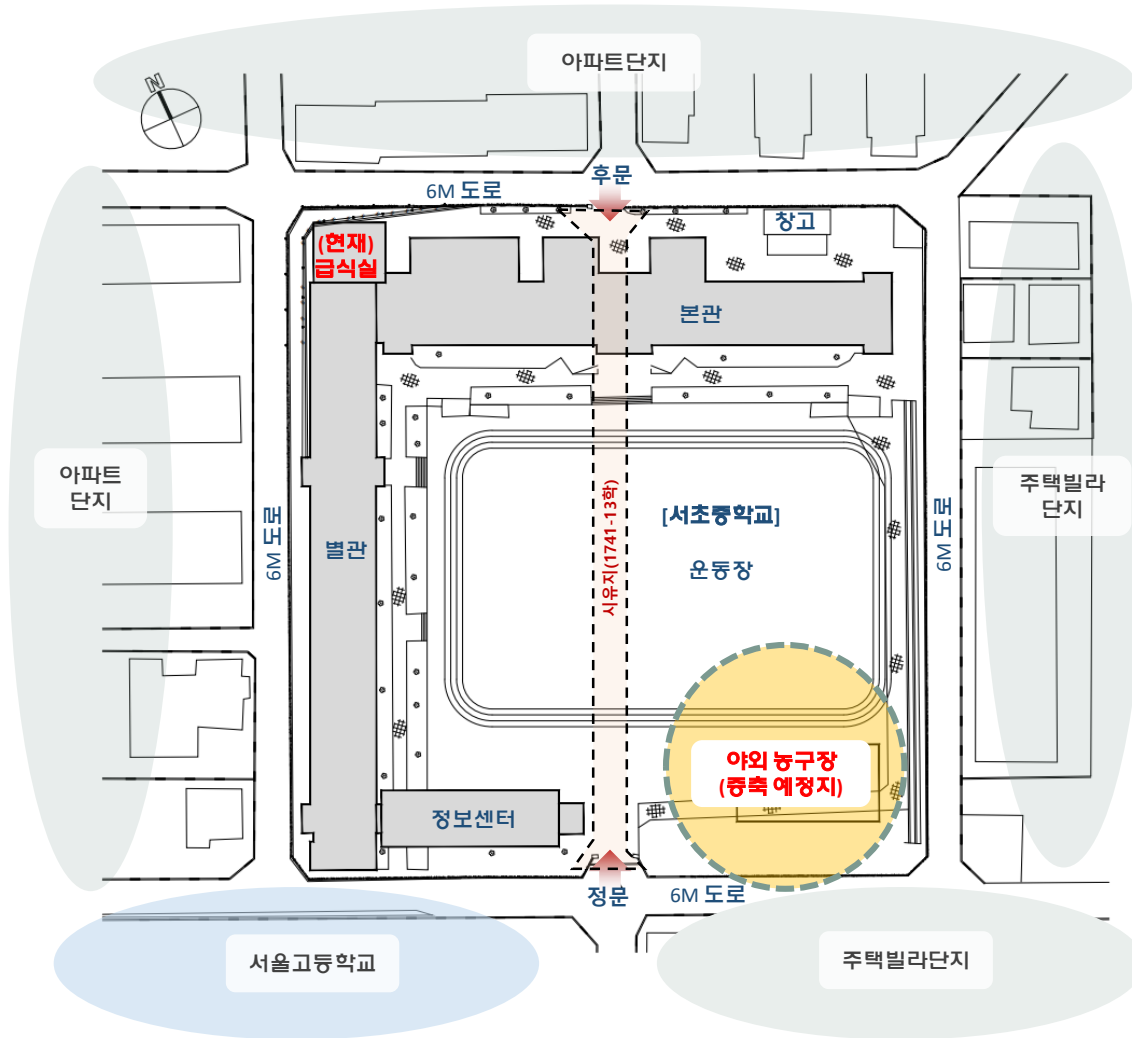 아파트단지
N
6M 도로
후문
(현재)
급식실
창고
본관
아파트
단지
주택빌라
단지
[서초중학교]
운동장
시유지(1741-13학)
별관
6M 도로
6M 도로
야외 농구장
(증축 예정지)
정보센터
정문
6M 도로
서울고등학교
주택빌라단지